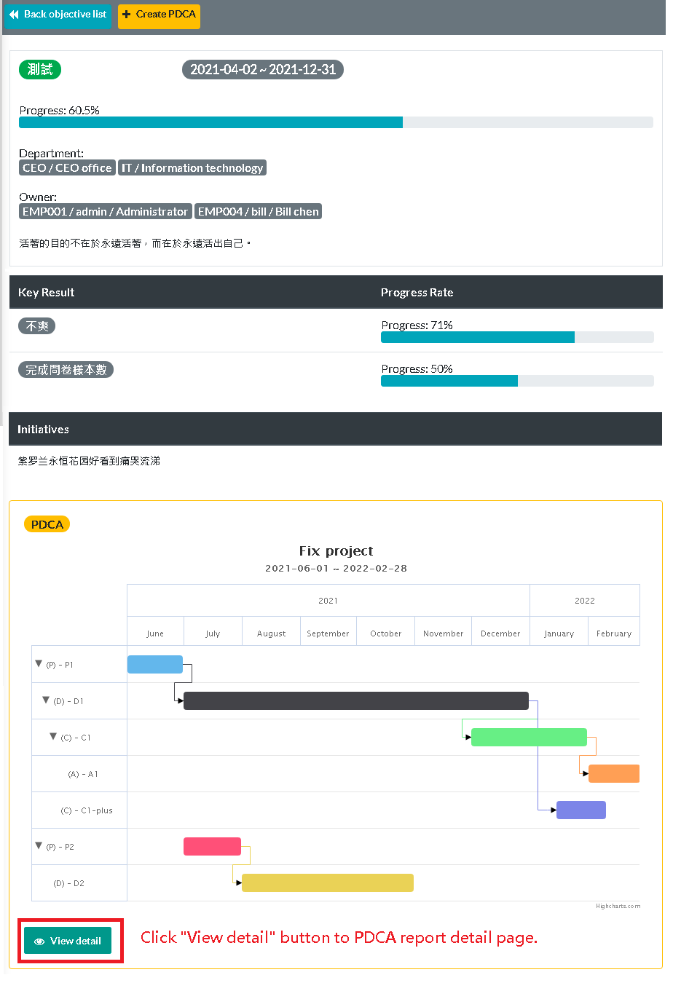 Back objective list
Create PDCA
測試
2021-04-02 ~ 2021-12-31
Progress: 60.5%
Department:
CEO / CEO office IT / Information technology
Owner:
EMP001 / admin / Administrator EMP004 / bill / Bill chen
活著的目的不在於永遠活著，而在於永遠活出自己。
Key Result Progress Rate
不爽 Progress: 71%
完成問卷樣本數 Progress: 50%
Initiatives
紫罗兰永恒花园好看到痛哭流涕
PDCA
Fix project
2021-06-01 ~ 2022-02-28
2021 2022
June July August September October November December January February
(P) - P1
(D) - D1
(C) - C1
(A) - A1
(C) - C1-plus
(P) - P2
(D) - D2
Highcharts.com
View detail
Click "View detail" button to PDCA report detail page.